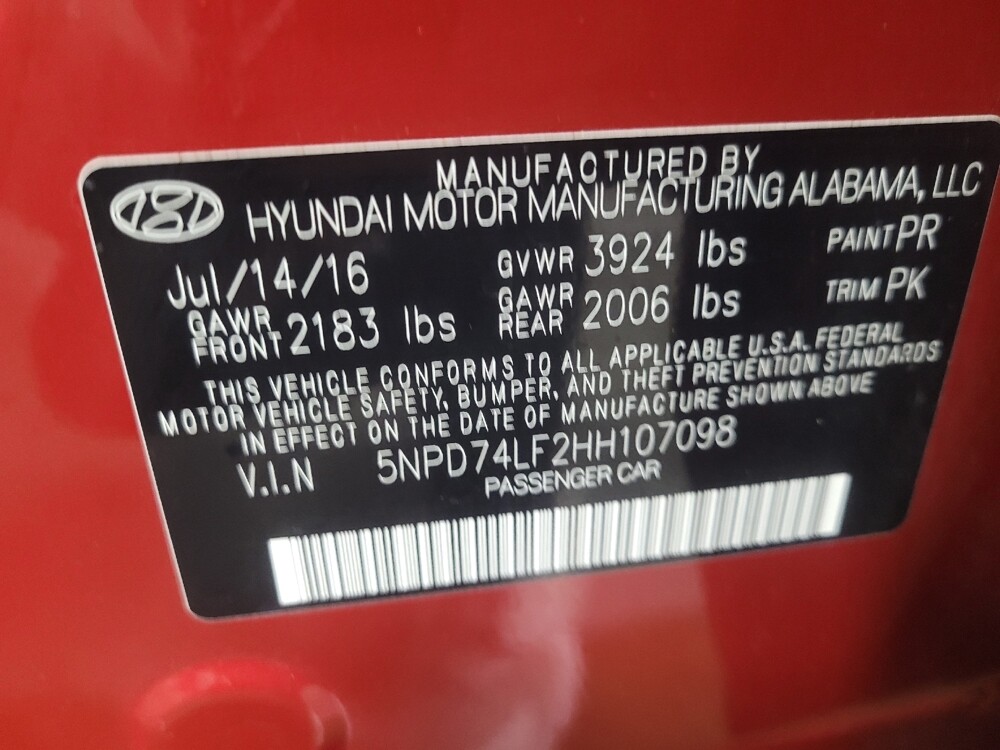 MANUFACTURED BY
HYUNDAI MOTOR MANUFACTURING ALABAMA, LLC
Jul/14/16 GVWR 3924 lbs PAINT PR
GAWR FRONT 2183 lbs GAWR REAR 2006 lbs TRIM PK
THIS VEHICLE CONFORMS TO ALL APPLICABLE U.S.A. FEDERAL
MOTOR VEHICLE SAFETY, BUMPER, AND THEFT PREVENTION STANDARDS
IN EFFECT ON THE DATE OF MANUFACTURE SHOWN ABOVE
V.I.N 5NPD74LF2HH107098
PASSENGER CAR